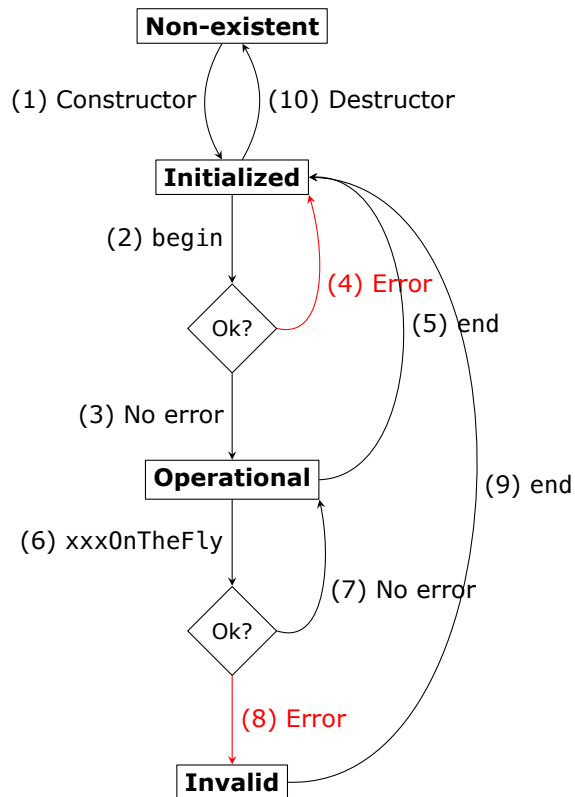 Non-existent
(1) Constructor
(10) Destructor
Initialized
(2) begin
(4) Error
Ok?
(5) end
(3) No error
Operational
(9) end
(6) xxxOnTheFly
(7) No error
Ok?
(8) Error
Invalid